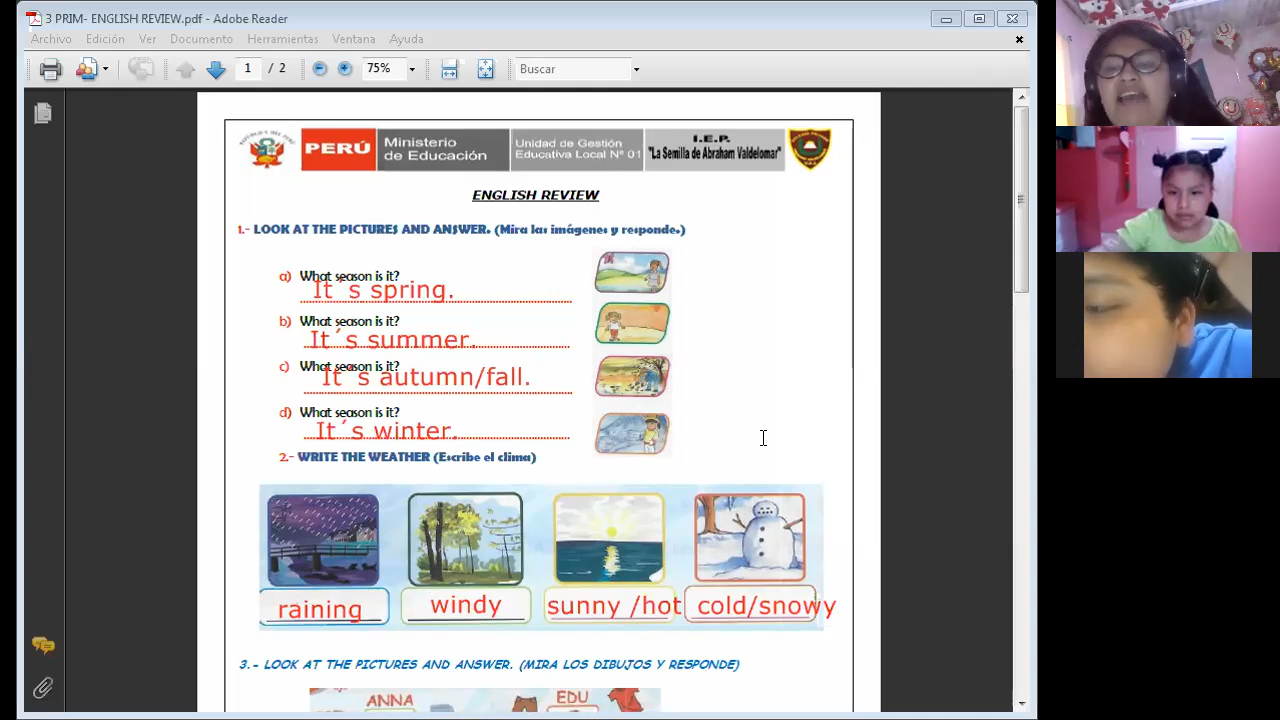 3 PRIM- ENGLISH REVIEW.pdf - Adobe Reader
Archivo Edición Ver Documento Herramientas Ventana Ayuda
1 / 2 75% Buscar
PERÚ Ministerio de Educación Unidad de Gestión Educativa Local Nº 01 I.E.P. "La Semilla de Abraham Valdelomar"
ENGLISH REVIEW
1.- LOOK AT THE PICTURES AND ANSWER. (Mira las imágenes y responde.)
a) What season is it?
It´s spring.
b) What season is it?
It´s summer.
c) What season is it?
It´s autumn/fall.
d) What season is it?
It´s winter.
2.- WRITE THE WEATHER (Escribe el clima)
raining windy sunny /hot cold/snowy
3.- LOOK AT THE PICTURES AND ANSWER. (MIRA LOS DIBUJOS Y RESPONDE)
ANNA EDU